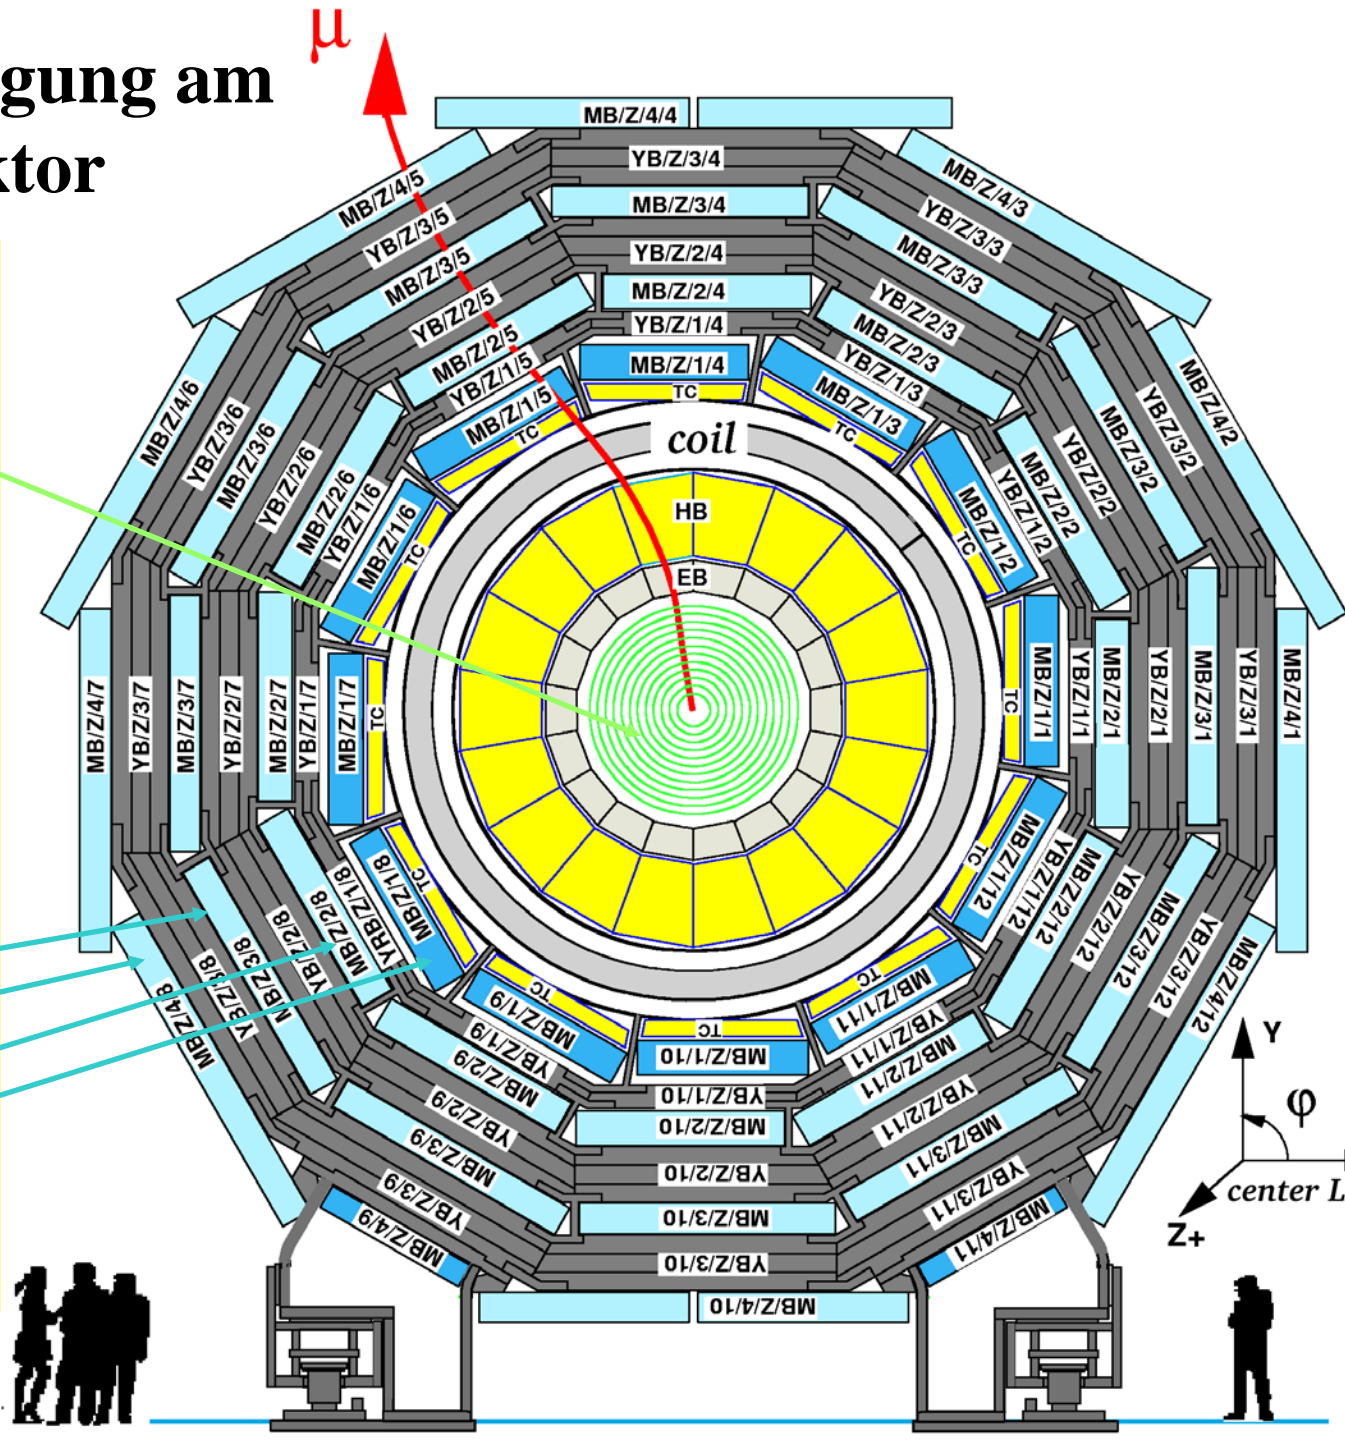 μ
gung am
ktor
MB/Z/4/4
YB/Z/3/4
MB/Z/3/4
YB/Z/2/4
MB/Z/2/4
YB/Z/1/4
MB/Z/1/4
TC
MB/Z/4/5
YB/Z/3/5
MB/Z/3/5
YB/Z/2/5
MB/Z/2/5
YB/Z/1/5
MB/Z/1/5
TC
MB/Z/4/3
YB/Z/3/3
MB/Z/3/3
YB/Z/2/3
MB/Z/2/3
YB/Z/1/3
MB/Z/1/3
TC
MB/Z/4/6
YB/Z/3/6
MB/Z/3/6
YB/Z/2/6
MB/Z/2/6
YB/Z/1/6
MB/Z/1/6
TC
MB/Z/4/2
YB/Z/3/2
MB/Z/3/2
YB/Z/2/2
MB/Z/2/2
YB/Z/1/2
MB/Z/1/2
TC
coil
HB
EB
MB/Z/4/7
YB/Z/3/7
MB/Z/3/7
YB/Z/2/7
MB/Z/2/7
YB/Z/1/7
MB/Z/1/7
TC
TC
MB/Z/1/1
YB/Z/1/1
MB/Z/2/1
YB/Z/2/1
MB/Z/3/1
YB/Z/3/1
MB/Z/4/1
MB/Z/4/8
YB/Z/3/8
MB/Z/3/8
YB/Z/2/8
MB/Z/2/8
YRB/Z/1/8
MB/Z/1/8
TC
TC
MB/Z/1/12
YB/Z/1/12
MB/Z/2/12
YB/Z/2/12
MB/Z/3/12
YB/Z/3/12
MB/Z/4/12
TC
MB/Z/1/9
YB/Z/1/9
MB/Z/2/9
YB/Z/2/9
MB/Z/3/9
YB/Z/3/9
MB/Z/4/9
TC
MB/Z/1/11
YB/Z/1/11
MB/Z/2/11
YB/Z/2/11
MB/Z/3/11
YB/Z/3/11
MB/Z/4/11
TC
MB/Z/1/10
YB/Z/1/10
MB/Z/2/10
YB/Z/2/10
MB/Z/3/10
YB/Z/3/10
MB/Z/4/10
Y
φ
center L
Z+